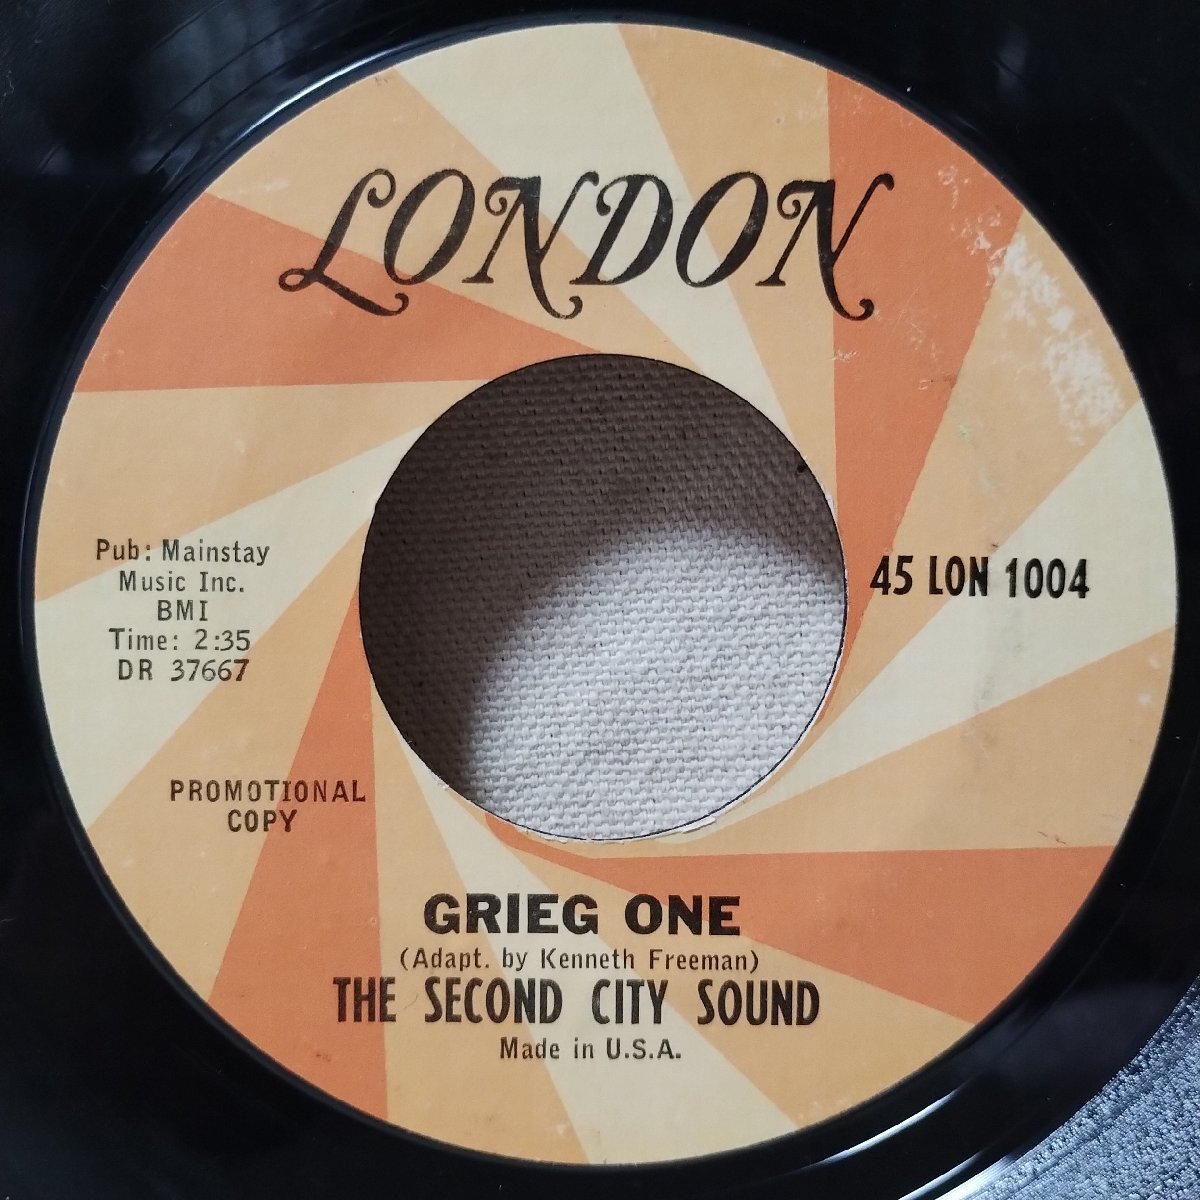 LONDON
Pub: Mainstay
Music Inc.
BMI
Time: 2:35
DR 37667
45 LON 1004
PROMOTIONAL
COPY
GRIEG ONE
(Adapt. by Kenneth Freeman)
THE SECOND CITY SOUND
Made in U.S.A.